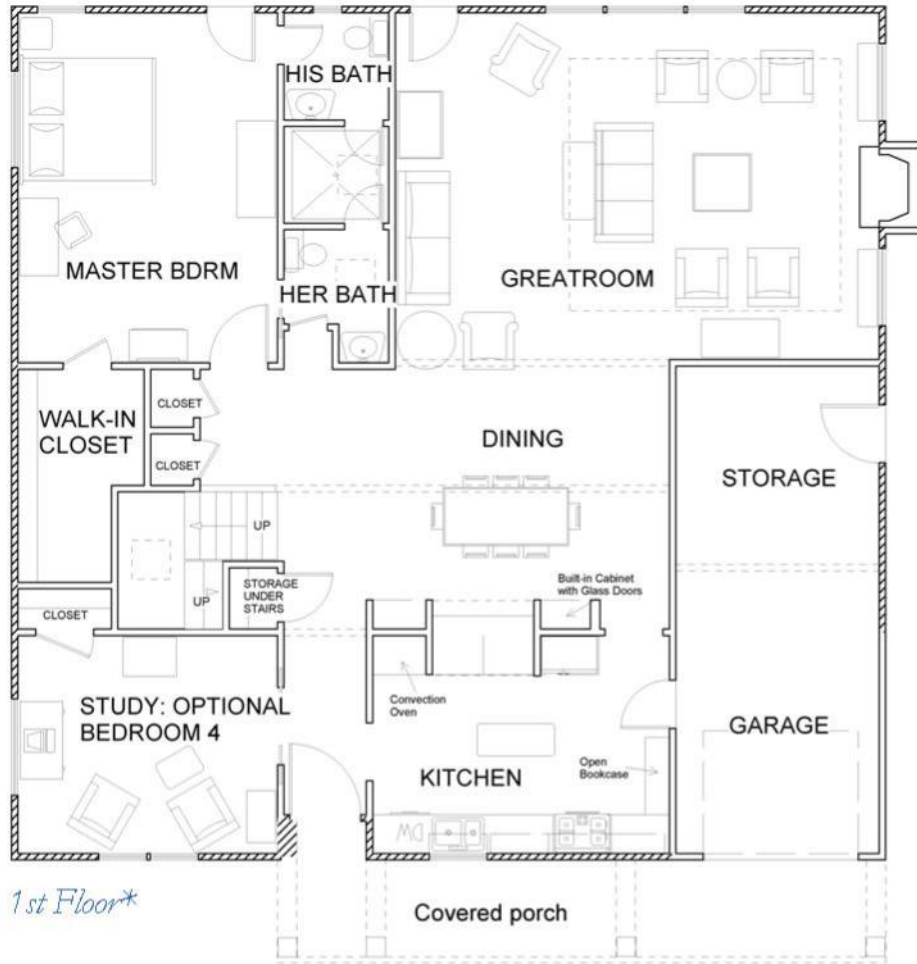 HIS BATH
MASTER BDRM
HER BATH
GREATROOM
WALK-IN
CLOSET
CLOSET
CLOSET
DINING
STORAGE
UP
UP
STORAGE
UNDER
STAIRS
Built-in Cabinet
with Glass Doors
CLOSET
STUDY: OPTIONAL
BEDROOM 4
Convection
Oven
GARAGE
KITCHEN
Open
Bookcase
DW
1st Floor*
Covered porch